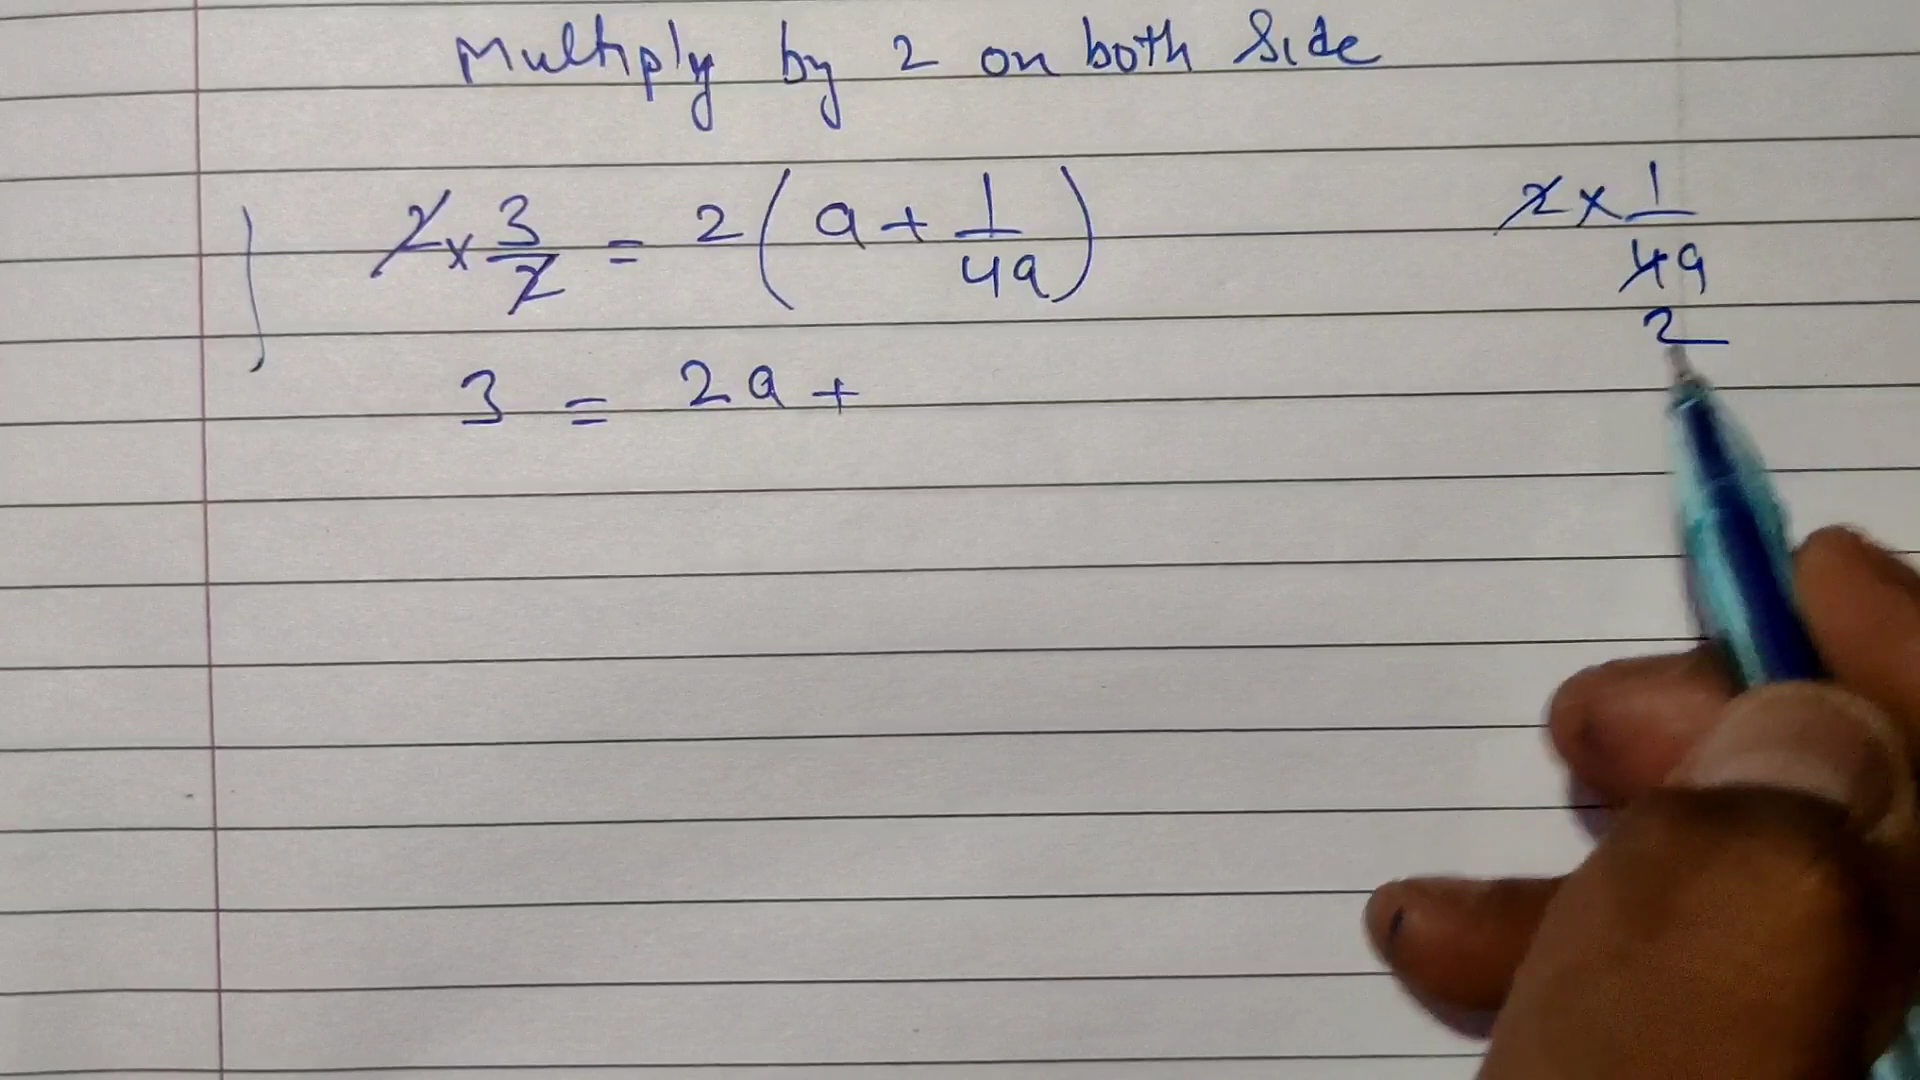 Multiply by 2 on both Side
2 x 3/2 = 2 ( a + 1/4a )
3 = 2a +
2 x 1/4a
2